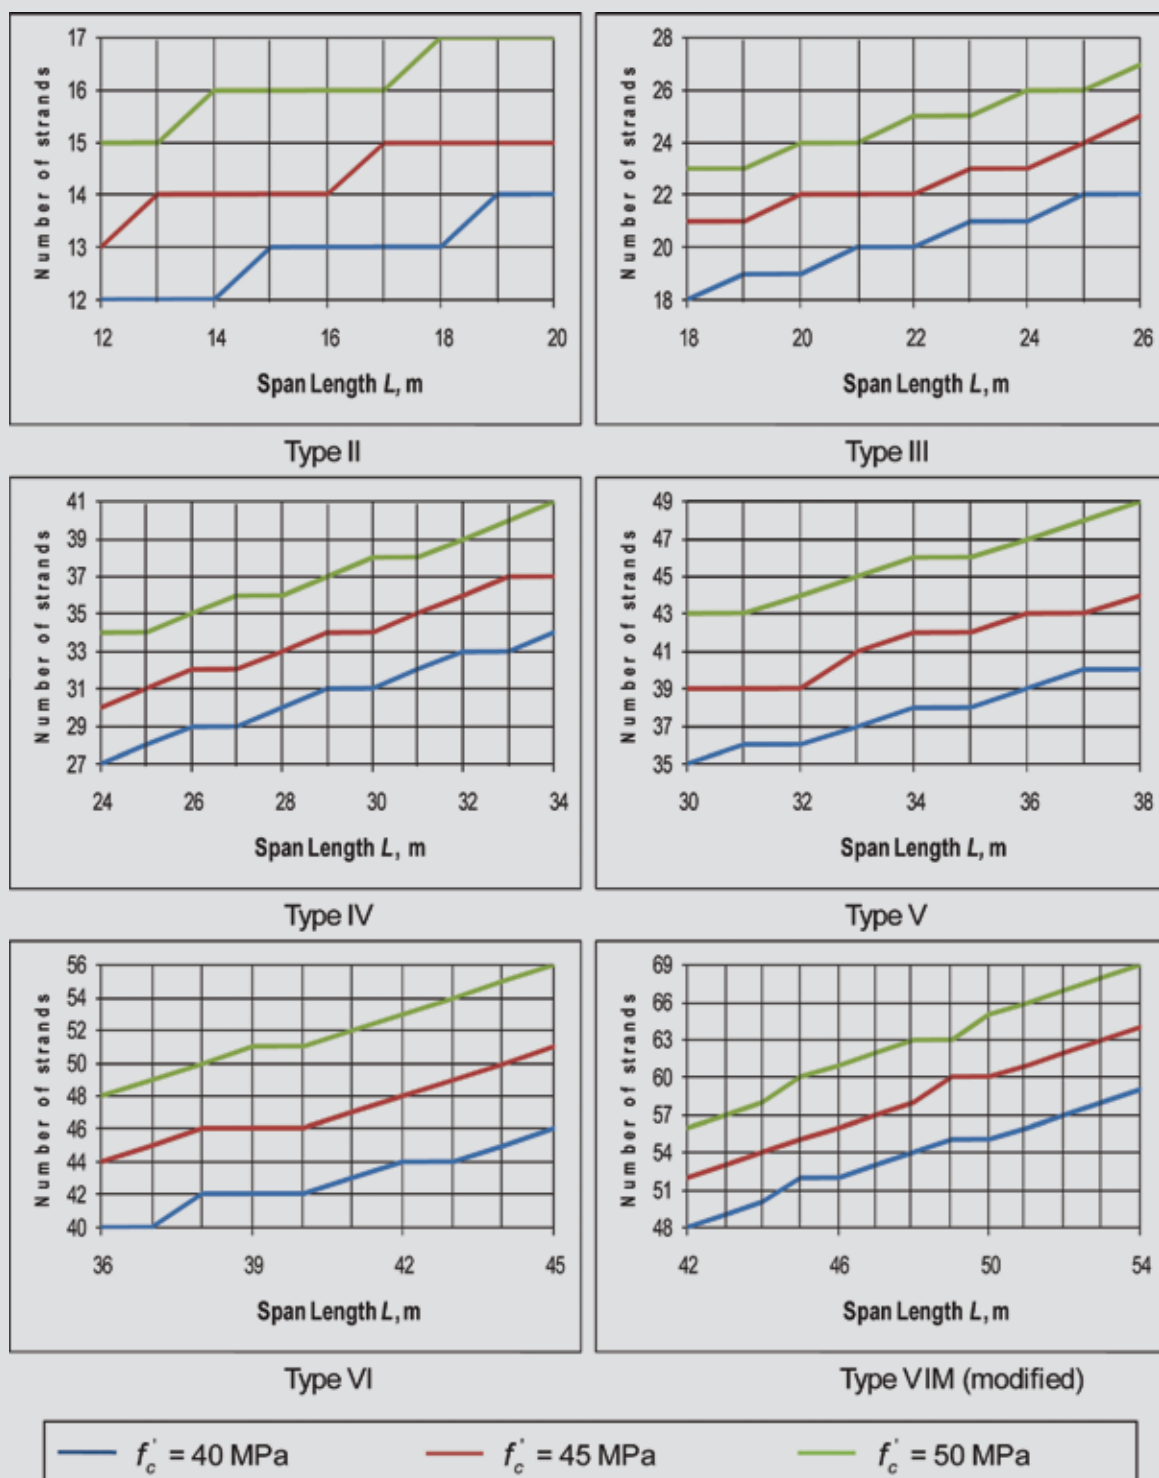 Number of strands
17
16
15
14
13
12
12 14 16 18 20
Span Length L, m
Type II
Number of strands
28
26
24
22
20
18
18 20 22 24 26
Span Length L, m
Type III
Number of strands
41
39
37
35
33
31
29
27
24 26 28 30 32 34
Span Length L, m
Type IV
Number of strands
49
47
45
43
41
39
37
35
30 32 34 36 38
Span Length L, m
Type V
Number of strands
56
54
52
50
48
46
44
42
40
36 39 42 45
Span Length L, m
Type VI
Number of strands
69
66
63
60
57
54
51
48
42 46 50 54
Span Length L, m
Type VIM (modified)
f'c = 40 MPa f'c = 45 MPa f'c = 50 MPa